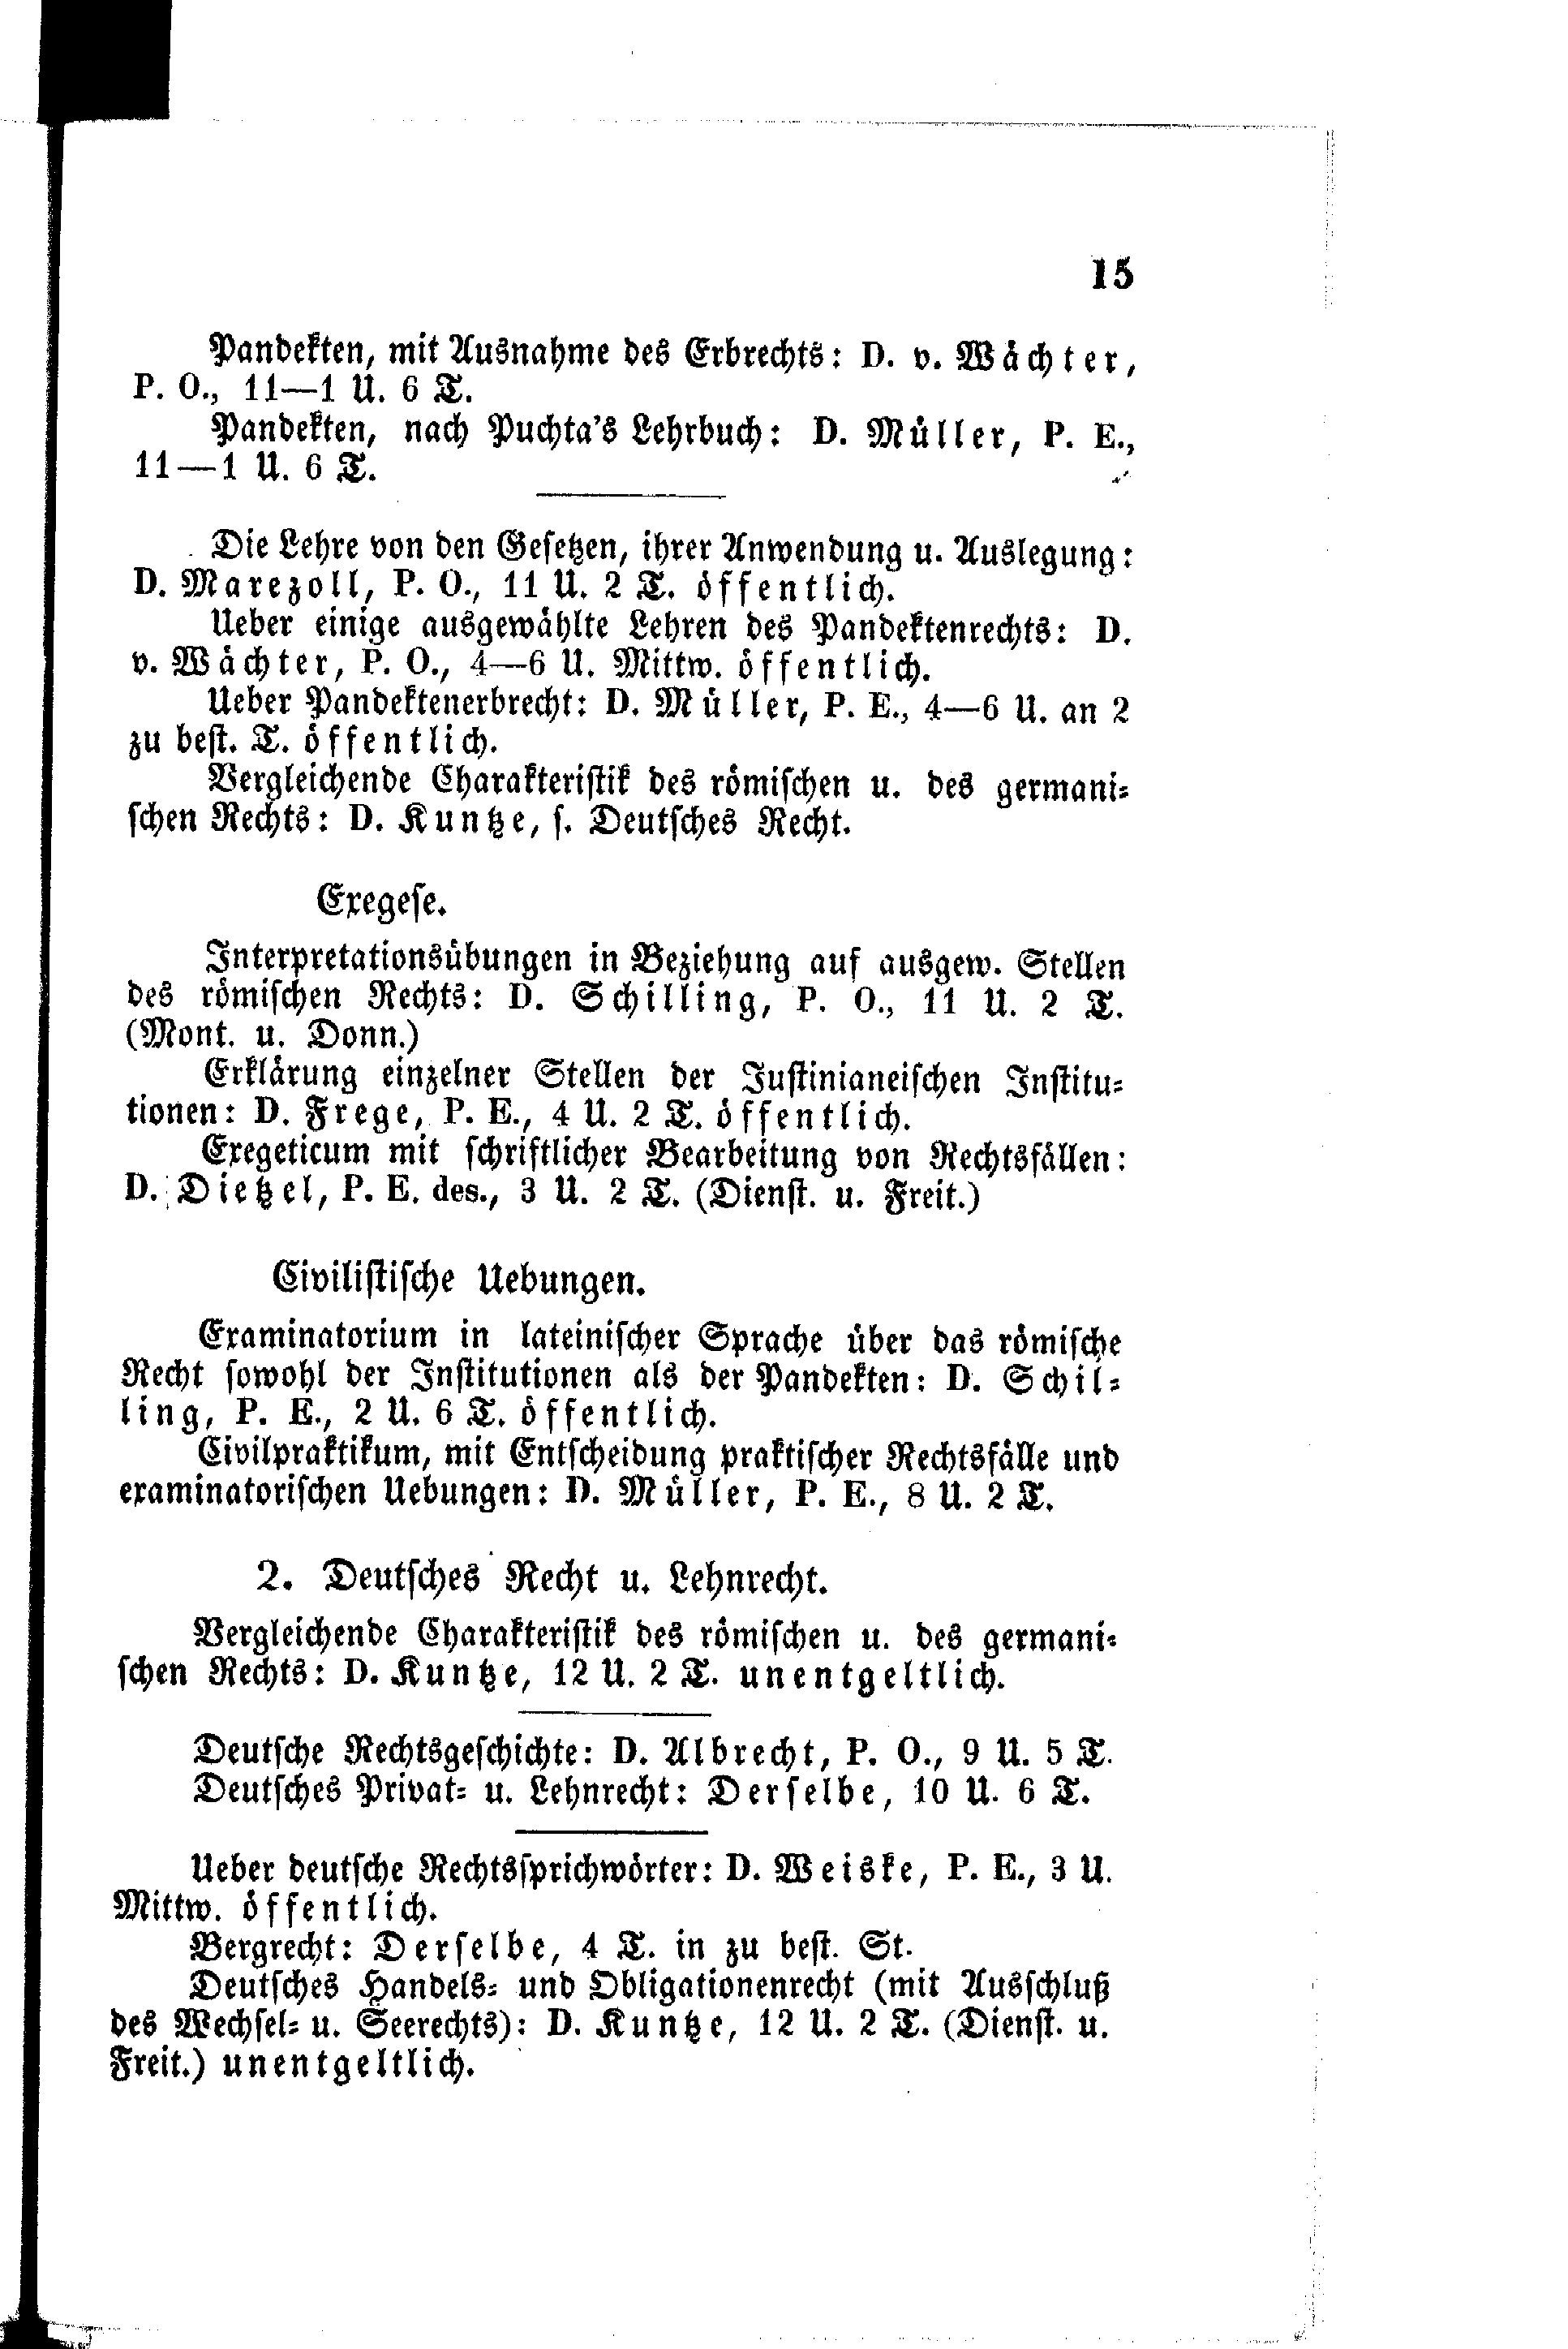 15
Pandekten, mit Ausnahme des Erbrechts: D. v. Wächter,
P. O., 11—1 U. 6 T.
Pandekten, nach Puchta's Lehrbuch: D. Müller, P. E.,
11—1 U. 6 T.
Die Lehre von den Gesetzen, ihrer Anwendung u. Auslegung:
D. Marezoll, P. O., 11 U. 2 T. öffentlich.
Ueber einige ausgewählte Lehren des Pandektenrechts: D.
v. Wächter, P. O., 4—6 U. Mittw. öffentlich.
Ueber Pandektenerbrecht: D. Müller, P. E., 4—6 U. an 2
zu best. T. öffentlich.
Vergleichende Charakteristik des römischen u. des germani-
schen Rechts: D. Kuntze, s. Deutsches Recht.
Exegese.
Interpretationsübungen in Beziehung auf ausgew. Stellen
des römischen Rechts: D. Schilling, P. O., 11 U. 2 T.
(Mont. u. Donn.)
Erklärung einzelner Stellen der Justinianeischen Institu-
tionen: D. Frege, P. E., 4 U. 2 T. öffentlich.
Exegeticum mit schriftlicher Bearbeitung von Rechtsfällen:
D. Dietzel, P. E. des., 3 U. 2 T. (Dienst. u. Freit.)
Civilistische Uebungen.
Examinatorium in lateinischer Sprache über das römische
Recht sowohl der Institutionen als der Pandekten: D. Schil-
ling, P. E., 2 U. 6 T. öffentlich.
Civilpraktikum, mit Entscheidung praktischer Rechtsfälle und
examinatorischen Uebungen: D. Müller, P. E., 8 U. 2 T.
2. Deutsches Recht u. Lehnrecht.
Vergleichende Charakteristik des römischen u. des germani-
schen Rechts: D. Kuntze, 12 U. 2 T. unentgeltlich.
Deutsche Rechtsgeschichte: D. Albrecht, P. O., 9 U. 5 T.
Deutsches Privat- u. Lehnrecht: Derselbe, 10 U. 6 T.
Ueber deutsche Rechtssprichwörter: D. Weiske, P. E., 3 U.
Mittw. öffentlich.
Bergrecht: Derselbe, 4 T. in zu best. St.
Deutsches Handels- und Obligationenrecht (mit Ausschluß
des Wechsel- u. Seerechts): D. Kuntze, 12 U. 2 T. (Dienst. u.
Freit.) unentgeltlich.